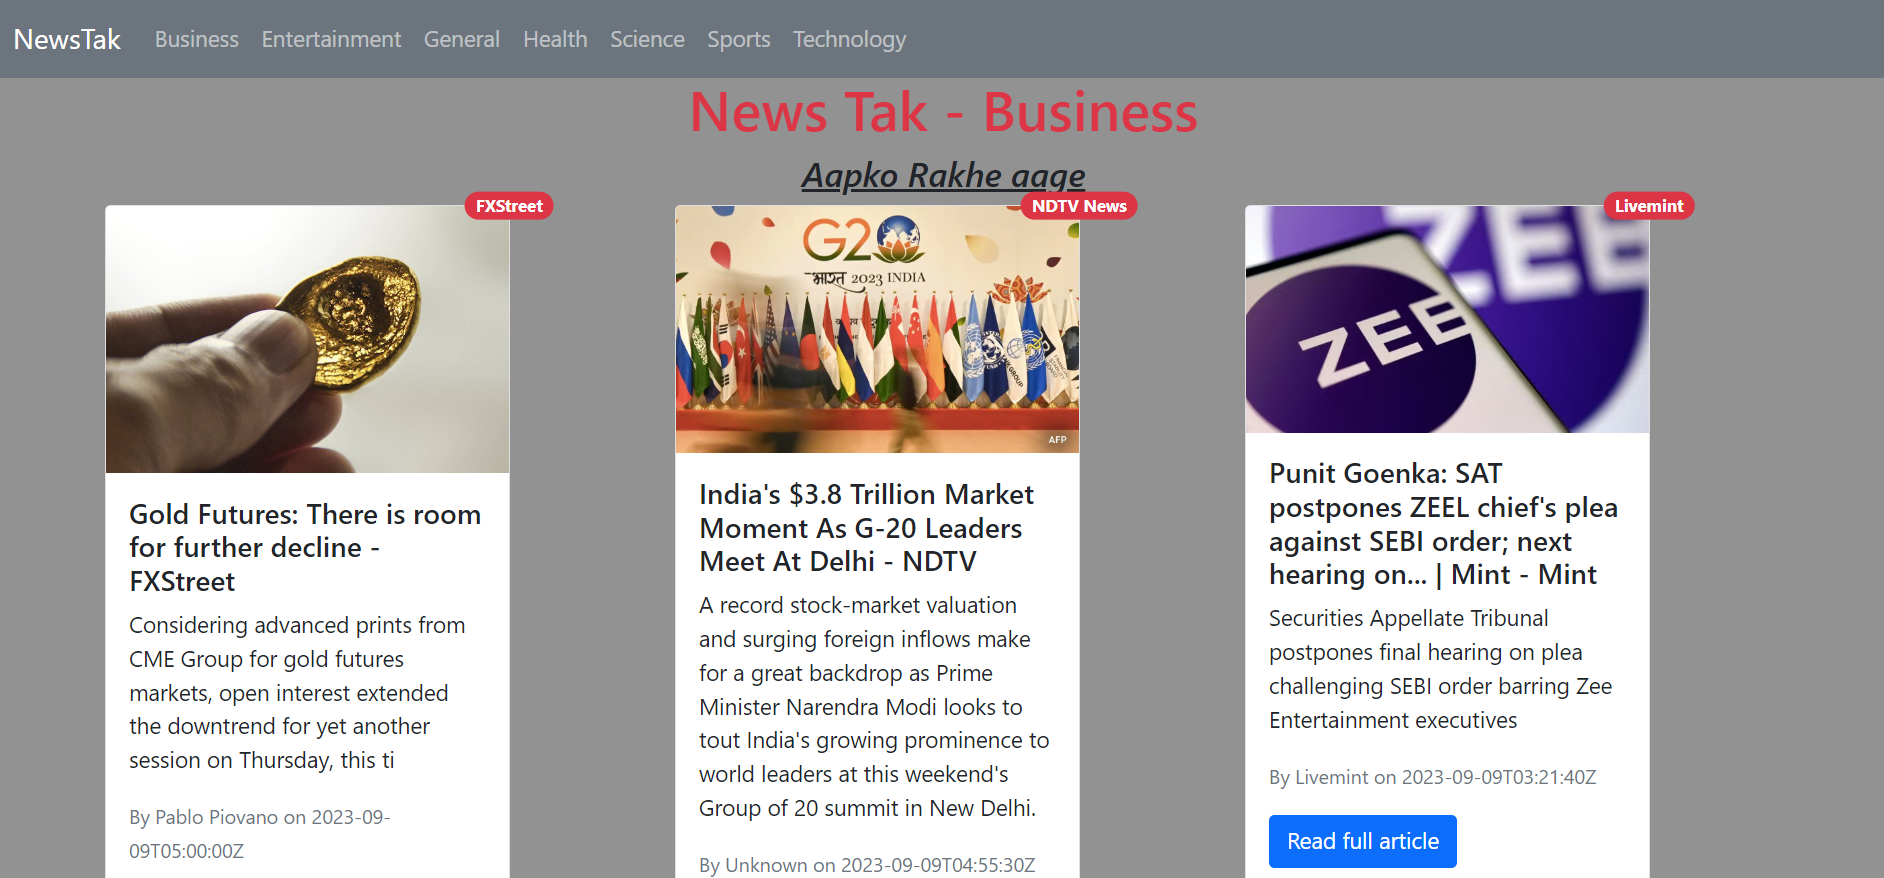 NewsTak Business Entertainment General Health Science Sports Technology
News Tak - Business
Aapko Rakhe aage
FXStreet
Gold Futures: There is room
for further decline -
FXStreet
Considering advanced prints from
CME Group for gold futures
markets, open interest extended
the downtrend for yet another
session on Thursday, this ti
By Pablo Piovano on 2023-09-
09T05:00:00Z
NDTV News
G20
भारत 2023 INDIA
AFP
India's $3.8 Trillion Market
Moment As G-20 Leaders
Meet At Delhi - NDTV
A record stock-market valuation
and surging foreign inflows make
for a great backdrop as Prime
Minister Narendra Modi looks to
tout India's growing prominence to
world leaders at this weekend's
Group of 20 summit in New Delhi.
By Unknown on 2023-09-09T04:55:30Z
Livemint
ZEE
ZEE
Punit Goenka: SAT
postpones ZEEL chief's plea
against SEBI order; next
hearing on... | Mint - Mint
Securities Appellate Tribunal
postpones final hearing on plea
challenging SEBI order barring Zee
Entertainment executives
By Livemint on 2023-09-09T03:21:40Z
Read full article